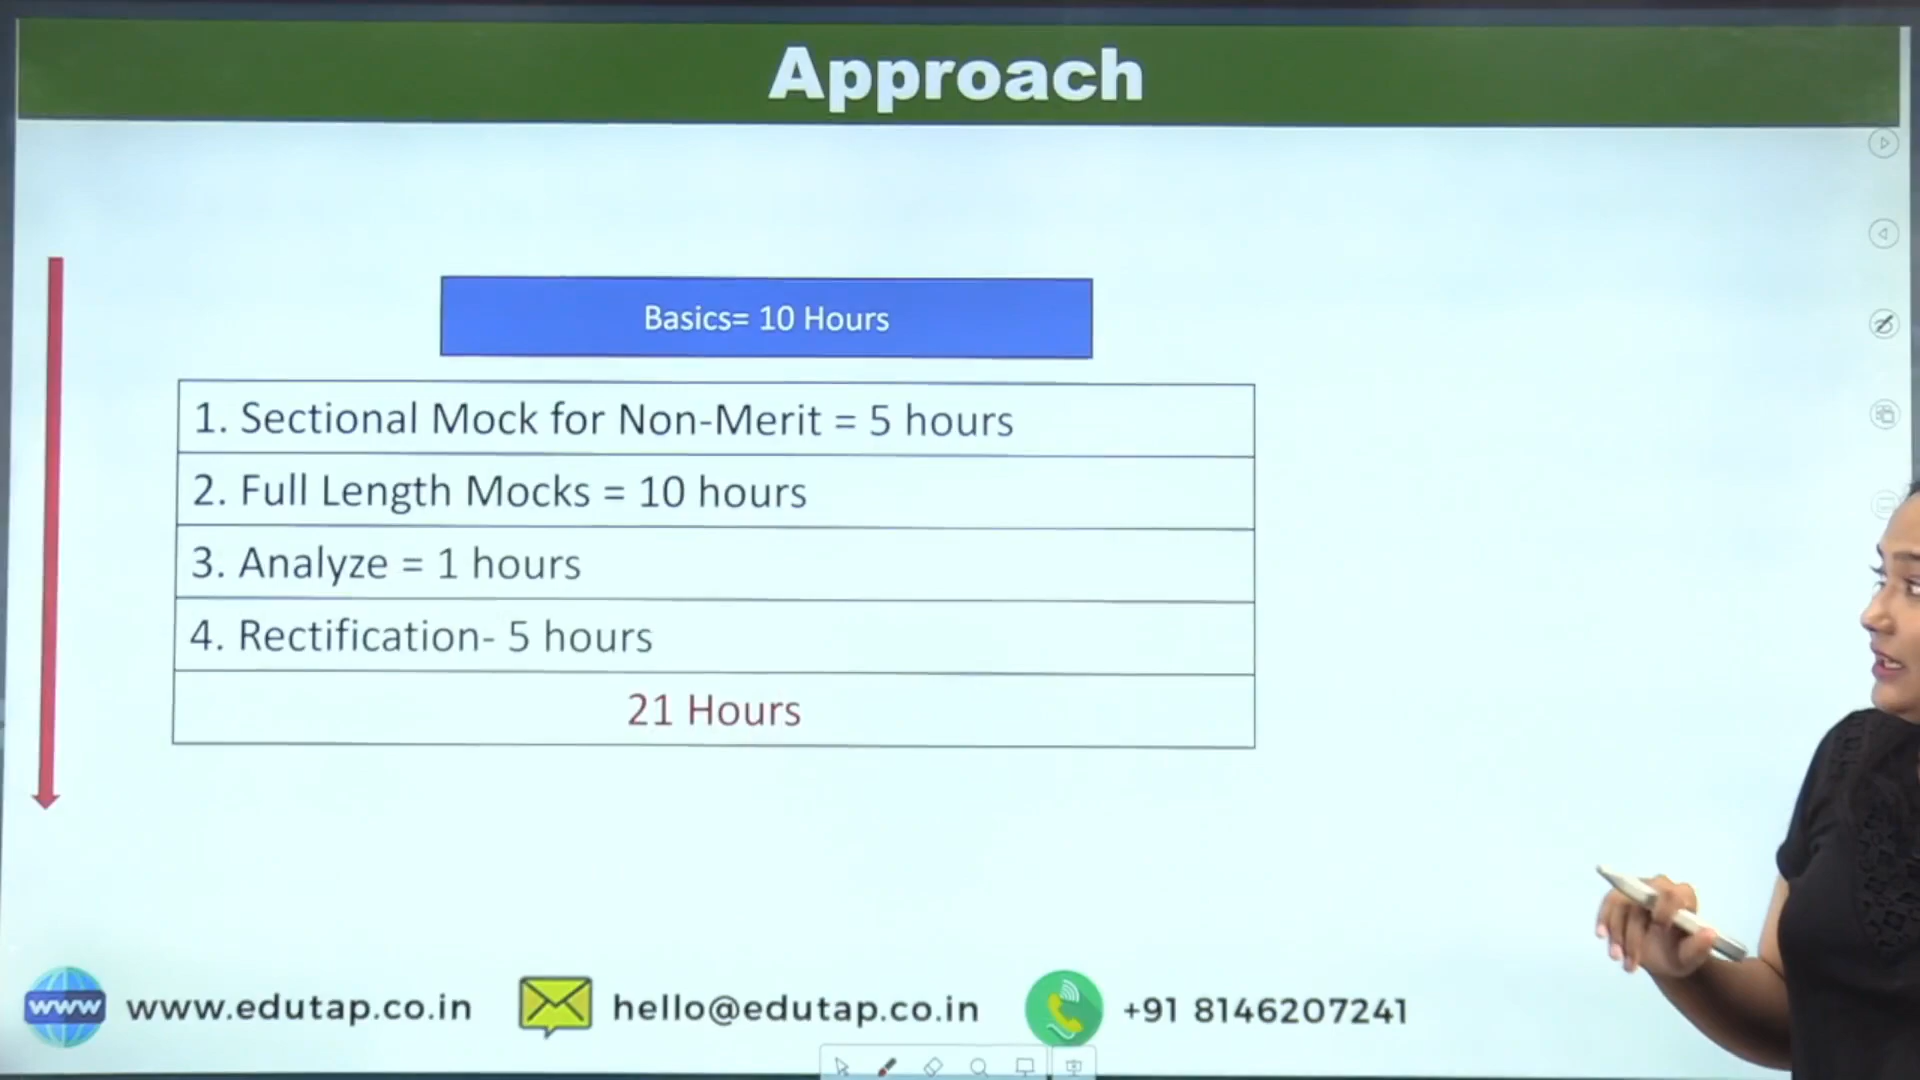 Approach
Basics= 10 Hours
1. Sectional Mock for Non-Merit = 5 hours
2. Full Length Mocks = 10 hours
3. Analyze = 1 hours
4. Rectification- 5 hours
21 Hours
www www.edutap.co.in hello@edutap.co.in +91 8146207241